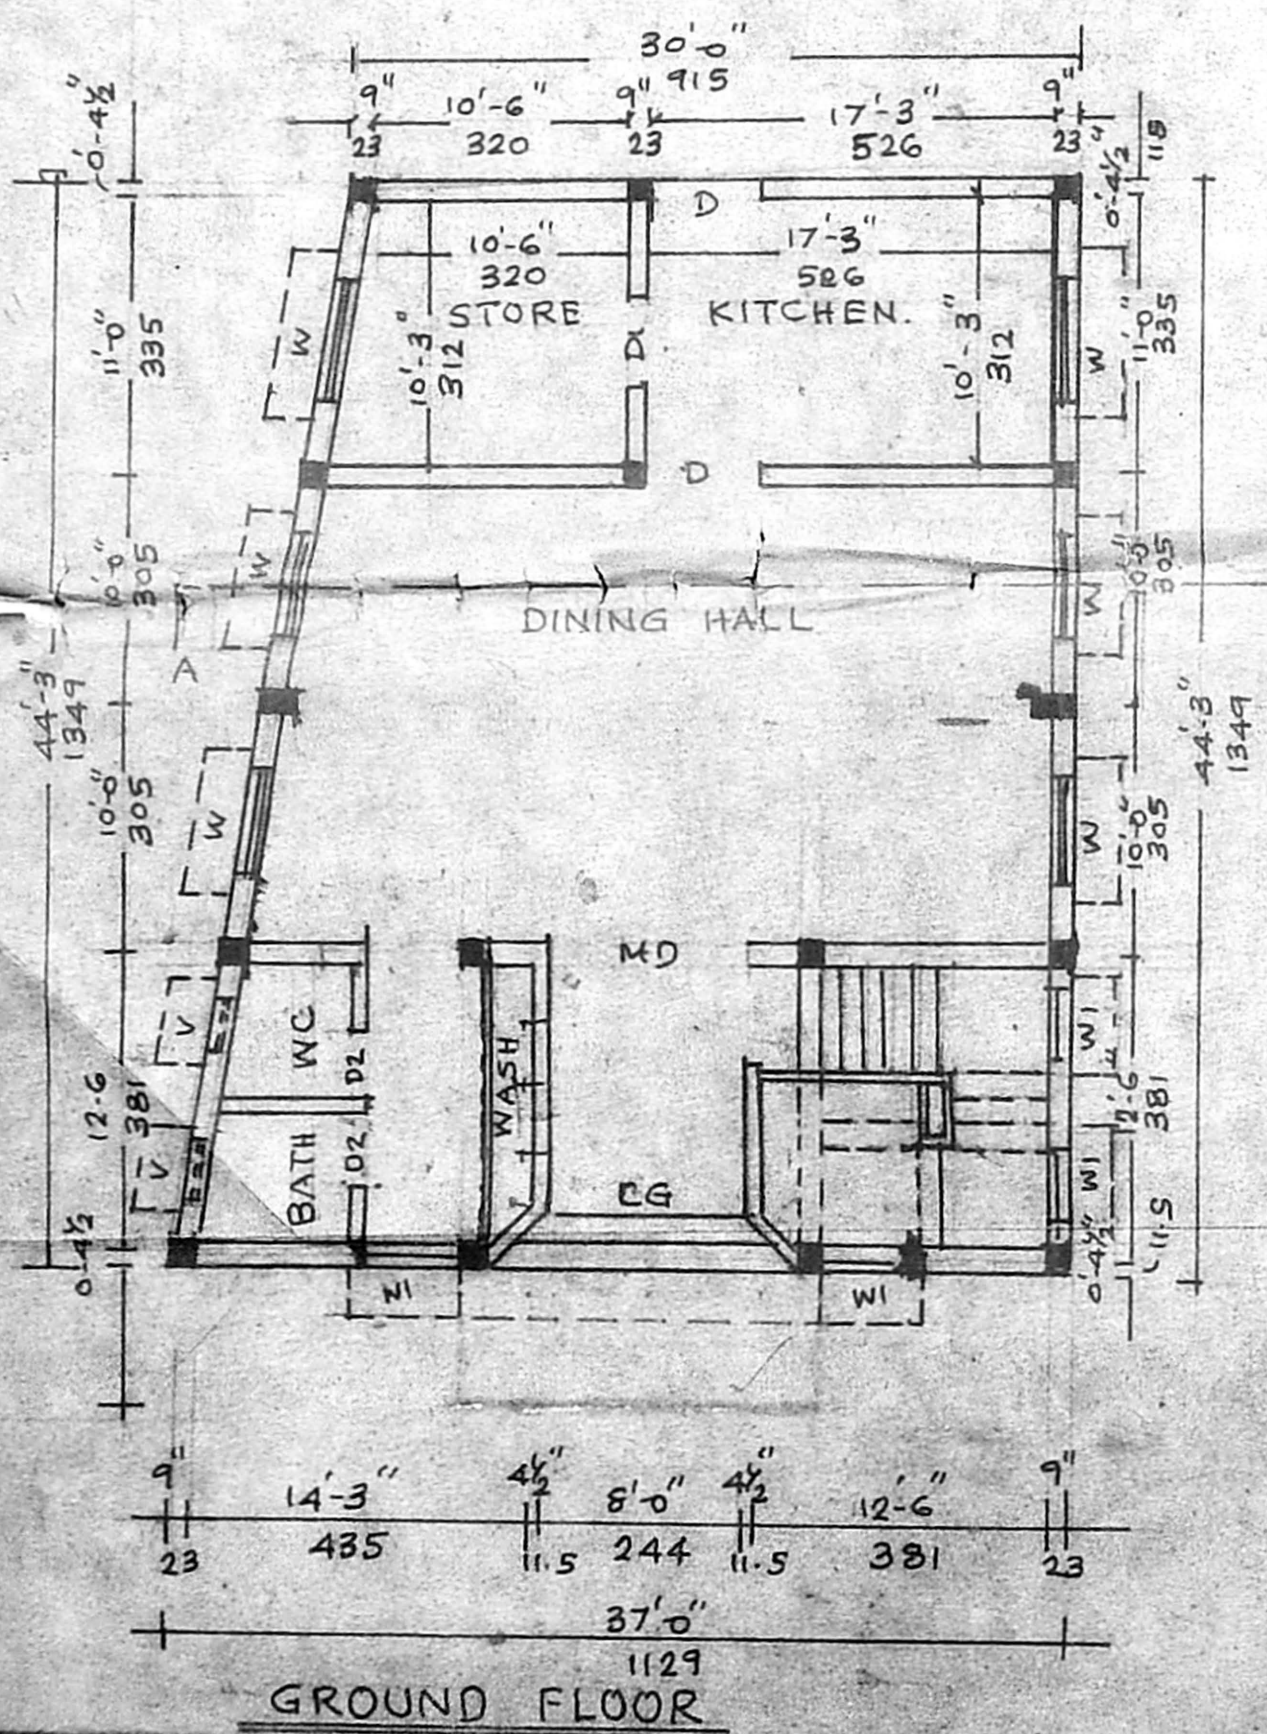 30'-0"
915
9" 10'-6" 9" 17'-3" 9"
23 320 23 526 23
0'-4½"
0'-4½"
115
D
10'-6" 17'-3"
320 526
STORE KITCHEN.
10'-3"
312
10'-3"
312
D1
W
W
11'-0"
335
11'-0"
335
D
W
W
10'-0"
305
10'-0"
305
DINING HALL
A
44'-3"
1349
44'-3"
1349
W
W
10'-0"
305
10'-0"
305
MD
WC
D2
WASH
V
W1
12-6
381
12'-6"
381
BATH
D2
V
W1
CG
0-4½
0'-4½"
11.5
W1 W1
9" 14'-3" 4½" 8'-0" 4½" 12'-6" 9"
23 435 11.5 244 11.5 381 23
37'-0"
1129
GROUND FLOOR